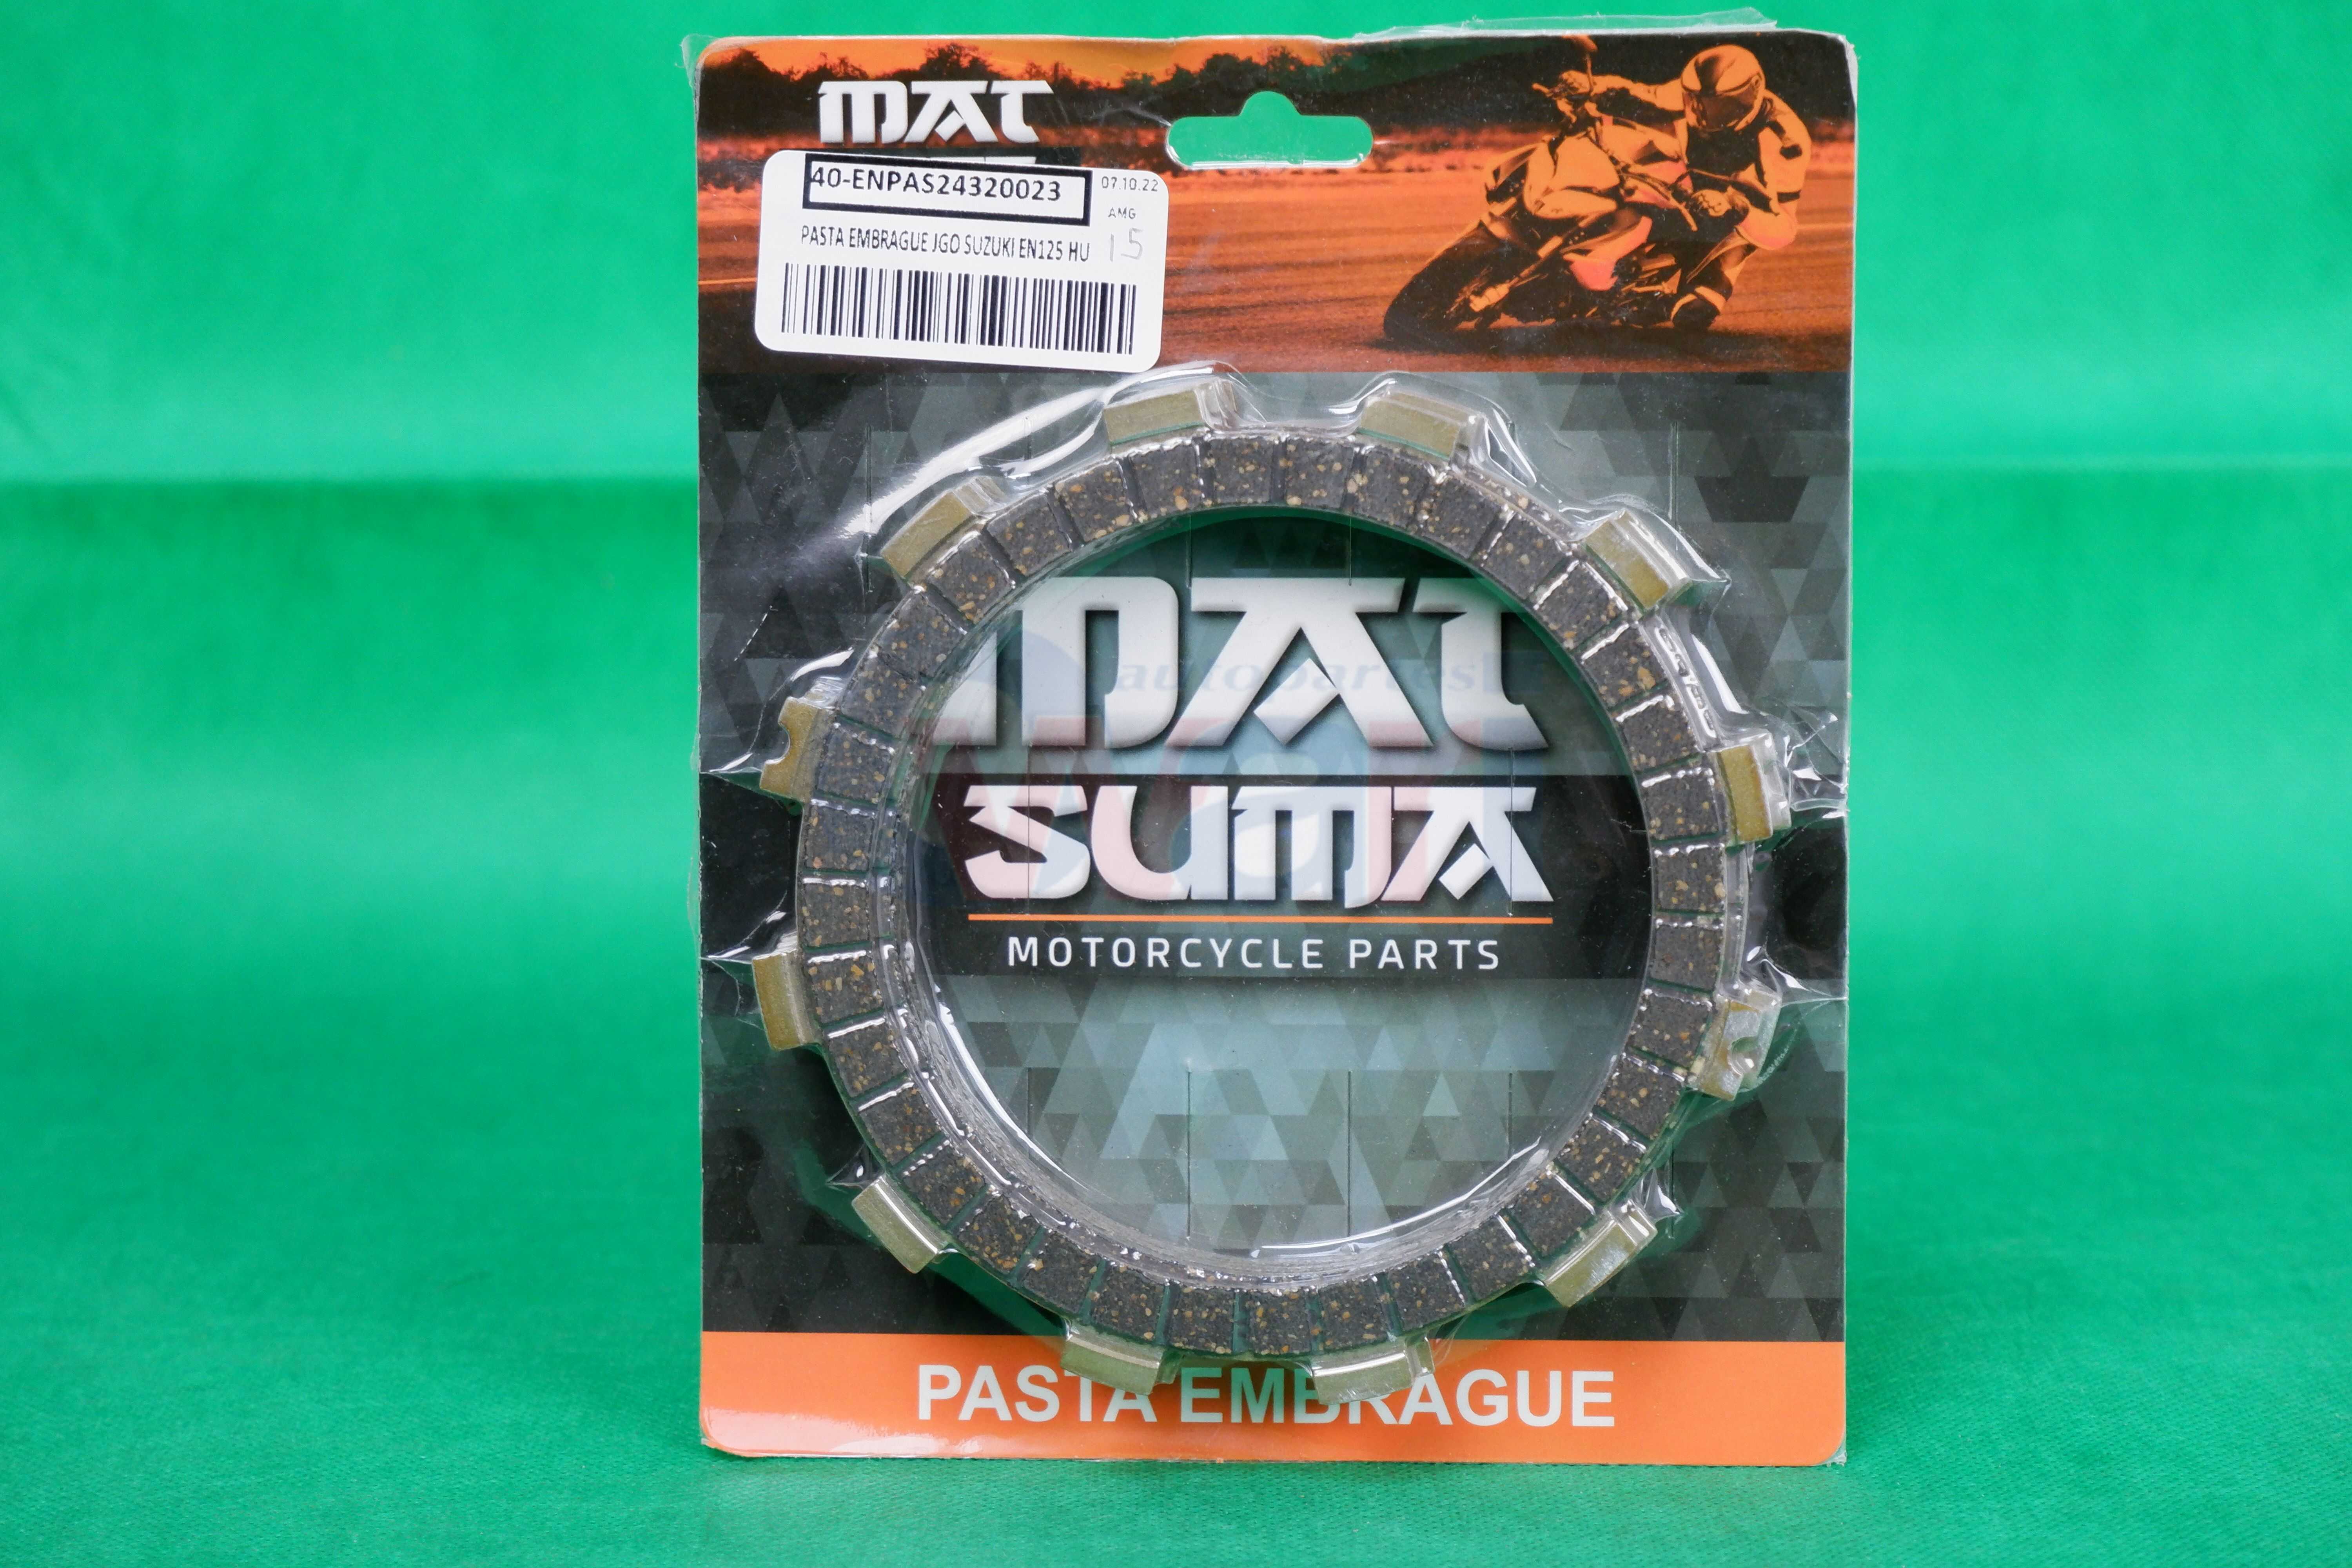 MAT
40-ENPAS24320023
07.10.22
AMG
PASTA EMBRAGUE JGO SUZUKI EN125 HU
15
MAT
autopartes
SUMA
MOTORCYCLE PARTS
PASTA EMBRAGUE